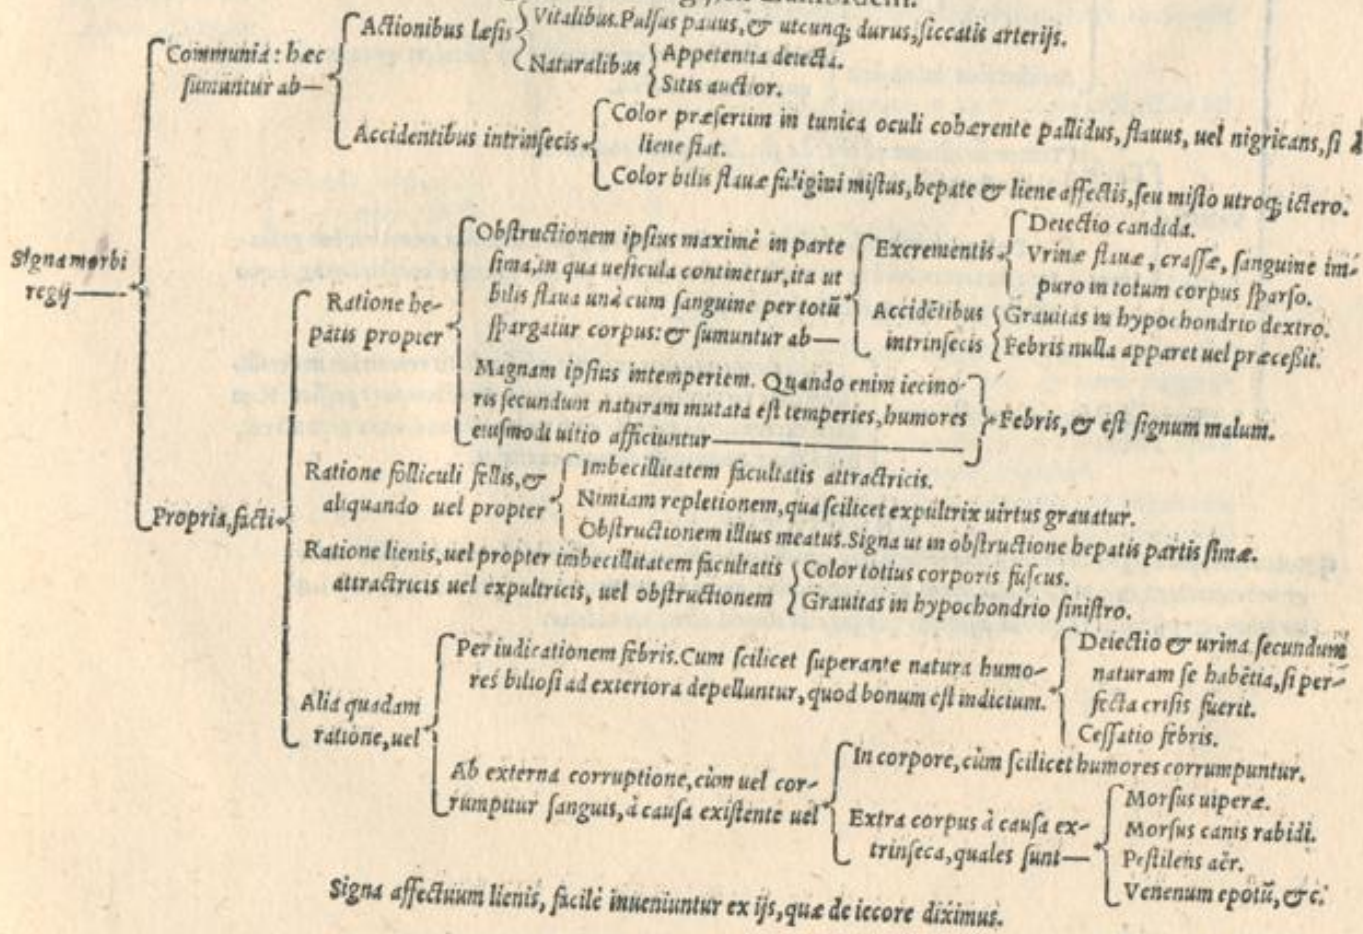 Vitalibus. Pulsus paruus, & utcunq; durus, siccatis arterijs.
Actionibus læsis
Naturalibus
Appetentia deiecta.
Sitis auctior.
Communia: hæc
sumuntur ab—
Accidentibus intrinsecis
Color præsertim in tunica oculi cohærente pallidus, flauus, uel nigricans, si à
liene fiat.
Color bilis flauæ fuligini mistus, hepate & liene affectis, seu misto utroq; ictero.
Signa morbi
regij—
Ratione he-
patis propter
Obstructionem ipsius maximè in parte
sima, in qua uesicula continetur, ita ut
bilis flaua unà cum sanguine per totū
spargatur corpus: & sumuntur ab—
Excrementis
Deiectio candida.
Vrinæ flauæ, crassæ, sanguine im-
puro in totum corpus sparso.
Accidētibus
intrinsecis
Grauitas in hypochondrio dextro.
Febris nulla apparet uel præceßit.
Magnam ipsius intemperiem. Quando enim iecino-
ris secundum naturam mutata est temperies, humores
eiusmodi uitio afficiuntur—
Febris, & est signum malum.
Propria, facti
Ratione folliculi fellis, &
aliquando uel propter
Imbecillitatem facultatis attractricis.
Nimiam repletionem, qua scilicet expultrix uirtus grauatur.
Obstructionem illius meatus. Signa ut in obstructione hepatis partis simæ.
Ratione lienis, uel propter imbecillitatem facultatis
attractricis uel expultricis, uel obstructionem
Color totius corporis fuscus.
Grauitas in hypochondrio sinistro.
Alia quadam
ratione, uel
Per iudicationem febris. Cum scilicet superante natura humo-
res biliosi ad exteriora depelluntur, quod bonum est indictum.
Deiectio & urina secundum
naturam se habētia, si per-
fecta crisis fuerit.
Cessatio febris.
Ab externa corruptione, cùm uel cor-
rumpitur sanguis, à causa existente uel
In corpore, cùm scilicet humores corrumpuntur.
Extra corpus à causa ex-
trinseca, quales sunt—
Morsus uiperæ.
Morsus canis rabidi.
Pestilens aër.
Venenum epotū, &c.
Signa affectuum lienis, facilè inueniuntur ex ijs, quæ de iecore diximus.